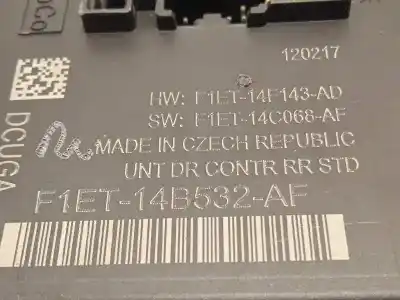 DCo
120217
HW: F1ET-14F143-AD
SW: F1ET-14C068-AF
MADE IN CZECH REPUBLIC
UNT DR CONTR RR STD
F1ET-14B532-AF
DCUGA